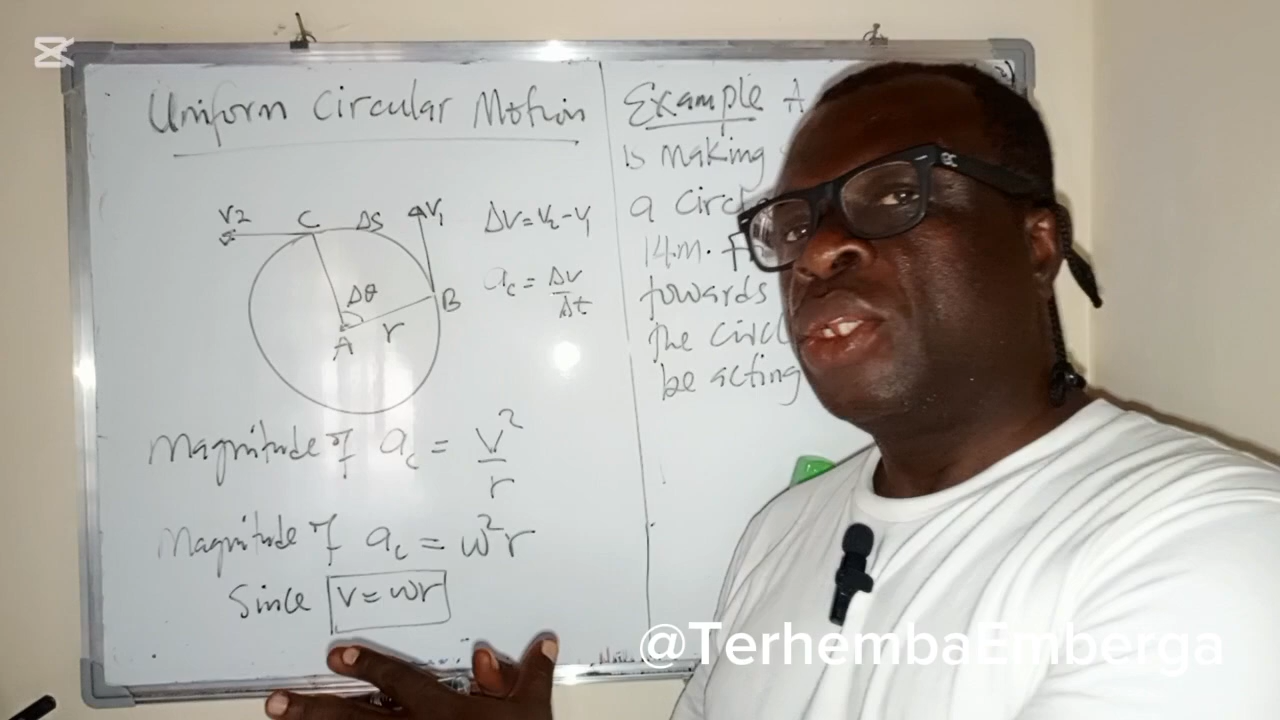 Uniform Circular Motion
V2 C ΔS V1
ΔV = V2 - V1
ac = Δv
Δt
Δθ
B
A r
Magnitude of ac = v²
r
Magnitude of ac = ω²r
Since v = ωr
Example A
is making
a circ
14m. F
towards
the circ
be acting
@TerhembaEmberga